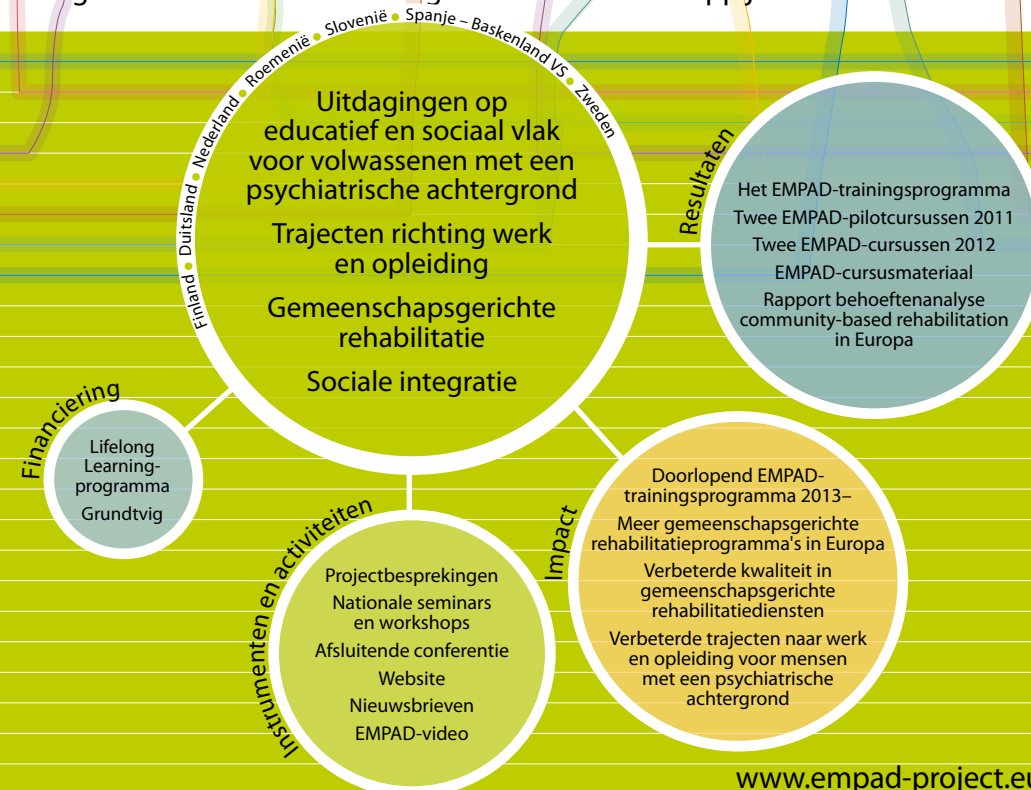 Finland • Duitsland • Nederland • Roemenië • Slovenië • Spanje – Baskenland VS • Zweden
Uitdagingen op
educatief en sociaal vlak
voor volwassenen met een
psychiatrische achtergrond
Trajecten richting werk
en opleiding
Gemeenschapsgerichte
rehabilitatie
Sociale integratie
Resultaten
Het EMPAD-trainingsprogramma
Twee EMPAD-pilotcursussen 2011
Twee EMPAD-cursussen 2012
EMPAD-cursusmateriaal
Rapport behoeftenanalyse
community-based rehabilitation
in Europa
Financiering
Lifelong
Learning-
programma
Grundtvig
Instrumenten en activiteiten
Projectbesprekingen
Nationale seminars
en workshops
Afsluitende conferentie
Website
Nieuwsbrieven
EMPAD-video
Impact
Doorlopend EMPAD-
trainingsprogramma 2013–
Meer gemeenschapsgerichte
rehabilitatieprogramma's in Europa
Verbeterde kwaliteit in
gemeenschapsgerichte
rehabilitatiediensten
Verbeterde trajecten naar werk
en opleiding voor mensen
met een psychiatrische
achtergrond
www.empad-project.eu